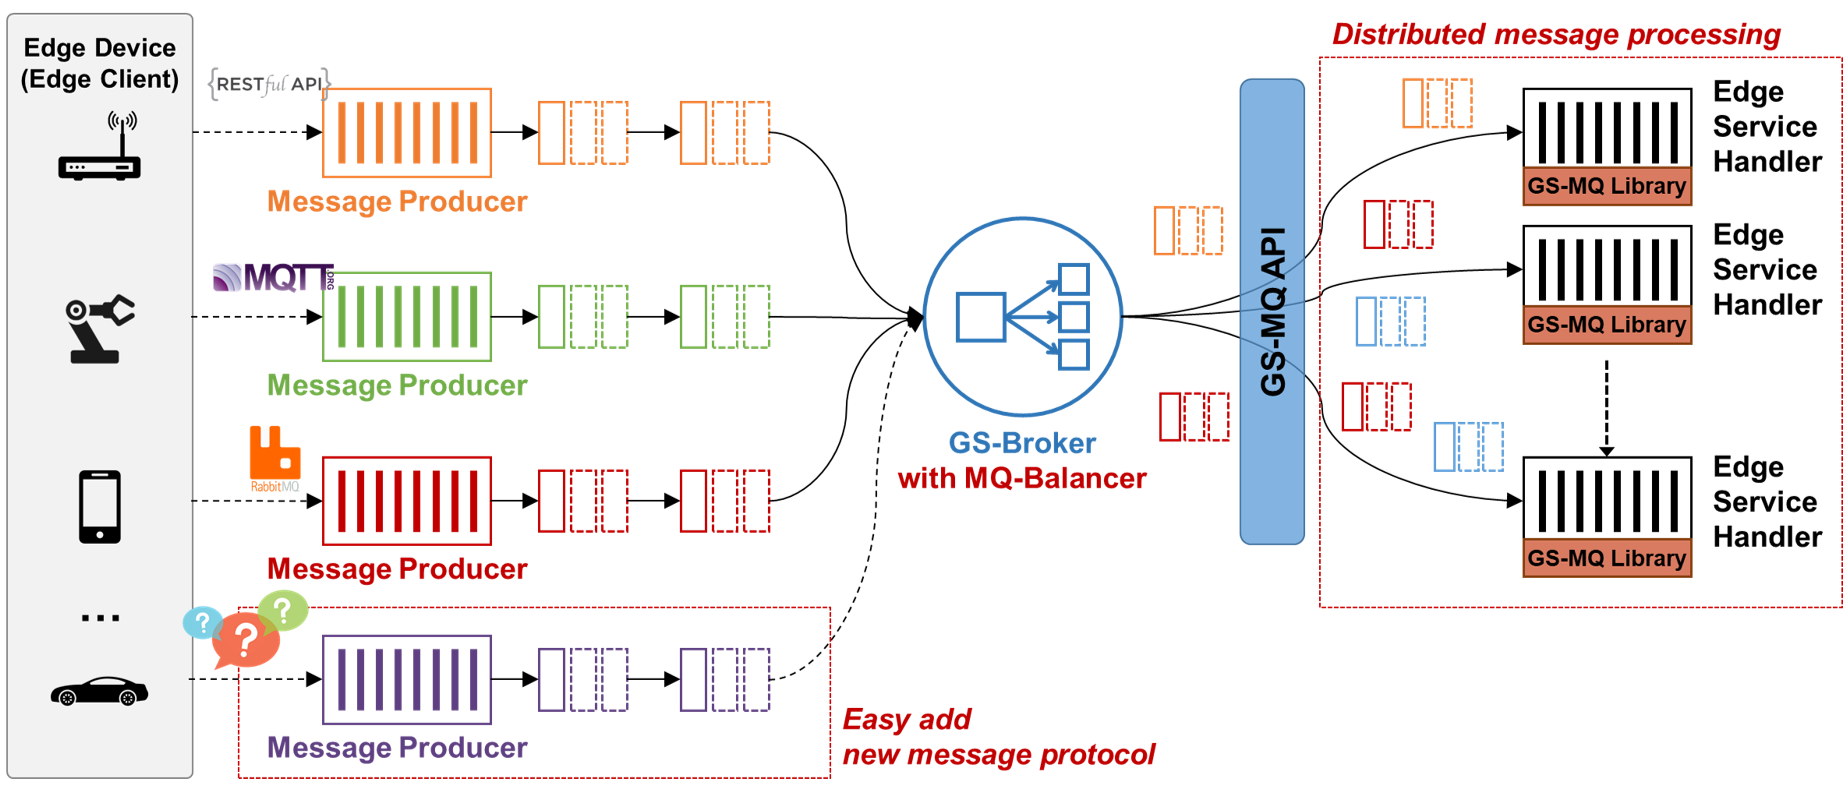 Edge Device
(Edge Client)
...
{RESTful API}
Message Producer
MQTT
.ORG
Message Producer
RabbitMQ
Message Producer
? ? ?
Message Producer
Easy add
new message protocol
GS-Broker
with MQ-Balancer
GS-MQ API
Distributed message processing
Edge
Service
Handler
GS-MQ Library
Edge
Service
Handler
GS-MQ Library
Edge
Service
Handler
GS-MQ Library